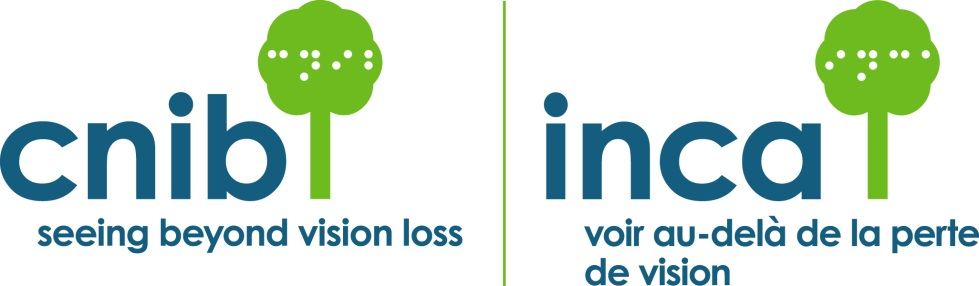 cnib
⠉⠝⠊⠃
seeing beyond vision loss
inca
⠊⠝⠉⠁
voir au-delà de la perte
de vision